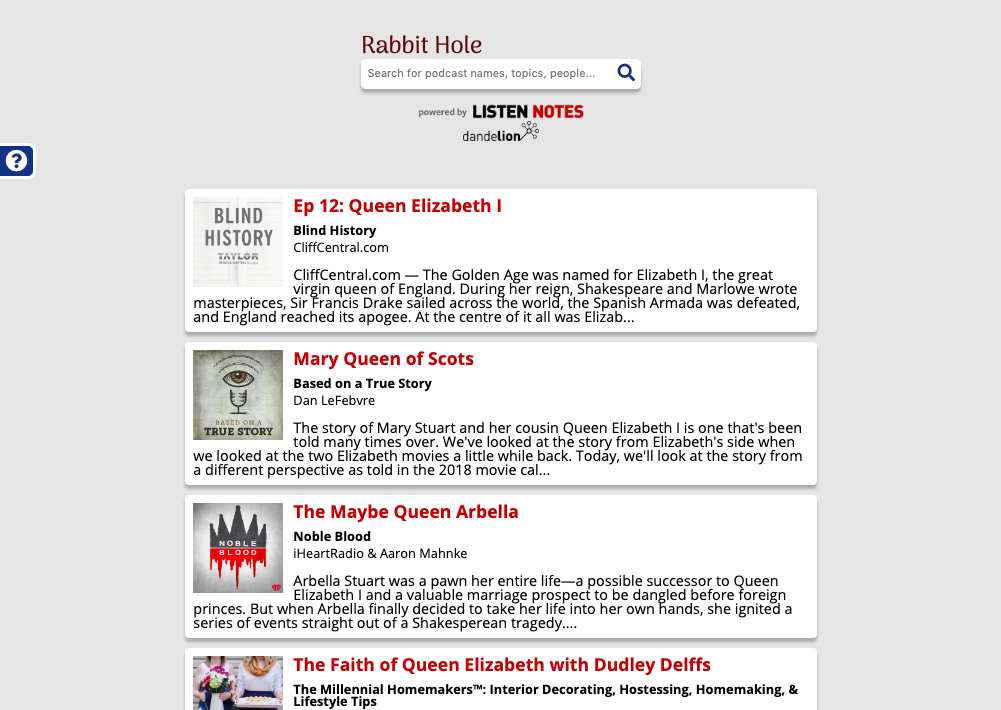 Rabbit Hole
Search for podcast names, topics, people...
powered by LISTEN NOTES
dandelion
?
BLIND
HISTORY
TAYLOR
Ep 12: Queen Elizabeth I
Blind History
CliffCentral.com
CliffCentral.com — The Golden Age was named for Elizabeth I, the great
virgin queen of England. During her reign, Shakespeare and Marlowe wrote
masterpieces, Sir Francis Drake sailed across the world, the Spanish Armada was defeated,
and England reached its apogee. At the centre of it all was Elizab...
BASED ON A
TRUE STORY
Mary Queen of Scots
Based on a True Story
Dan LeFebvre
The story of Mary Stuart and her cousin Queen Elizabeth I is one that's been
told many times over. We've looked at the story from Elizabeth's side when
we looked at the two Elizabeth movies a little while back. Today, we'll look at the story from
a different perspective as told in the 2018 movie cal...
NOBLE
BLOOD
The Maybe Queen Arbella
Noble Blood
iHeartRadio & Aaron Mahnke
Arbella Stuart was a pawn her entire life—a possible successor to Queen
Elizabeth I and a valuable marriage prospect to be dangled before foreign
princes. But when Arbella finally decided to take her life into her own hands, she ignited a
series of events straight out of a Shakesperean tragedy....
The Faith of Queen Elizabeth with Dudley Delffs
The Millennial Homemakers™: Interior Decorating, Hostessing, Homemaking, &
Lifestyle Tips